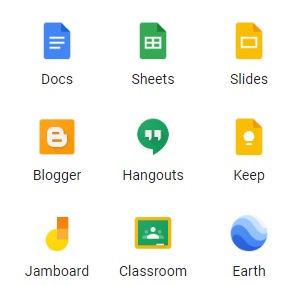 Docs Sheets Slides
Blogger Hangouts Keep
Jamboard Classroom Earth